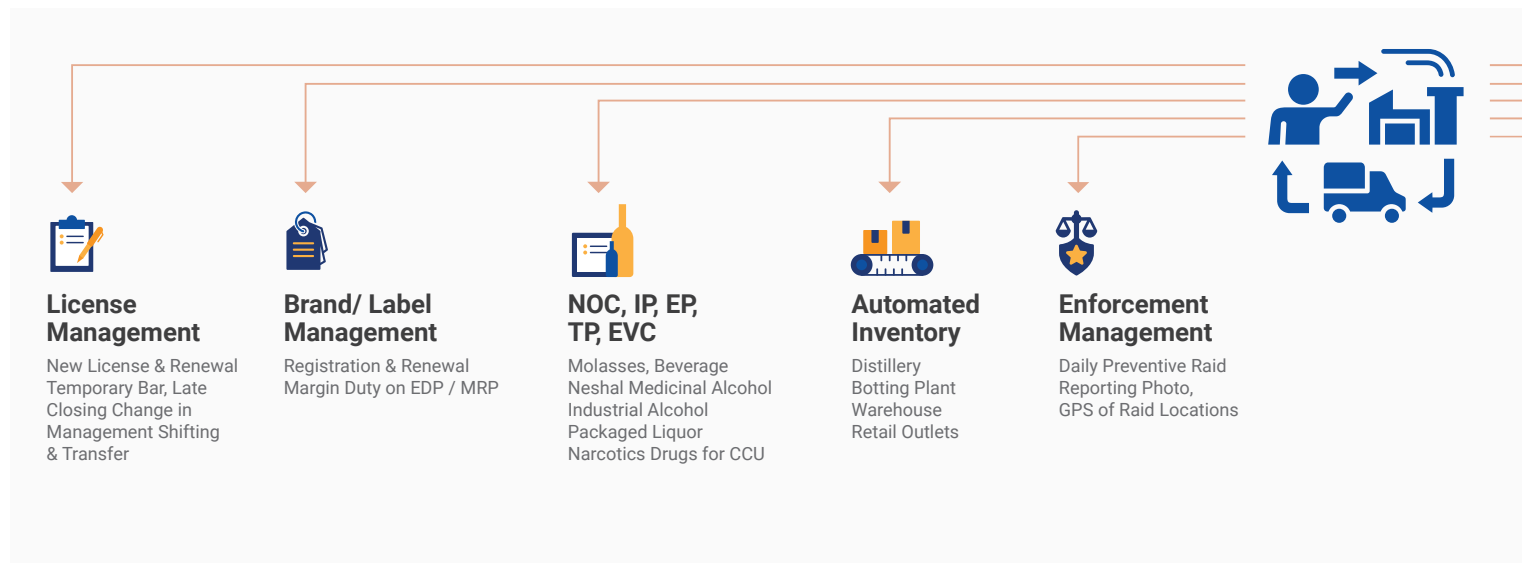 License
Management
New License & Renewal
Temporary Bar, Late
Closing Change in
Management Shifting
& Transfer
Brand/ Label
Management
Registration & Renewal
Margin Duty on EDP / MRP
NOC, IP, EP,
TP, EVC
Molasses, Beverage
Neshal Medicinal Alcohol
Industrial Alcohol
Packaged Liquor
Narcotics Drugs for CCU
Automated
Inventory
Distillery
Botting Plant
Warehouse
Retail Outlets
Enforcement
Management
Daily Preventive Raid
Reporting Photo,
GPS of Raid Locations